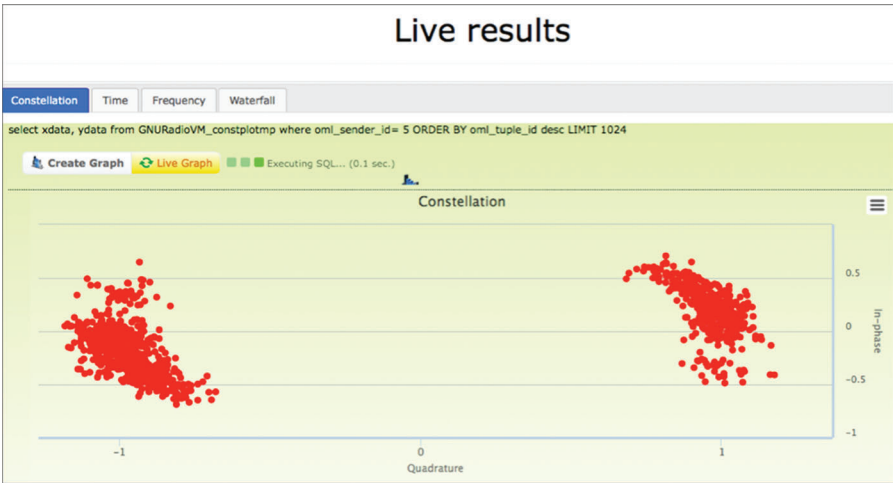 Live results
Constellation Time Frequency Waterfall
select xdata, ydata from GNURadioVM_constplotmp where oml_sender_id= 5 ORDER BY oml_tuple_id desc LIMIT 1024
Create Graph Live Graph Executing SQL... (0.1 sec.)
Constellation
0.5
0
−0.5
−1
In-phase
−1 0 1
Quadrature